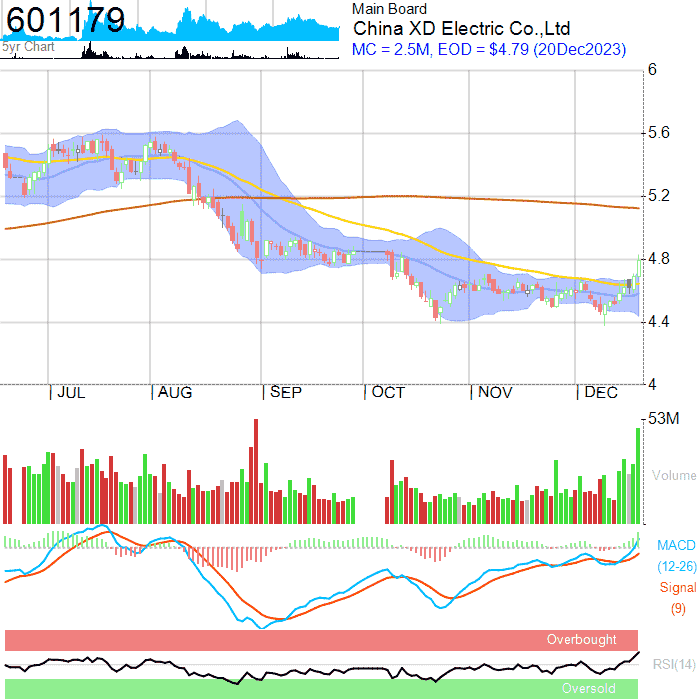 601179
5yr Chart
Main Board
China XD Electric Co.,Ltd
MC = 2.5M, EOD = $4.79 (20Dec2023)
6
5.6
5.2
4.8
4.4
4
JUL
AUG
SEP
OCT
NOV
DEC
53M
Volume
MACD
(12-26)
Signal
(9)
Overbought
RSI(14)
Oversold